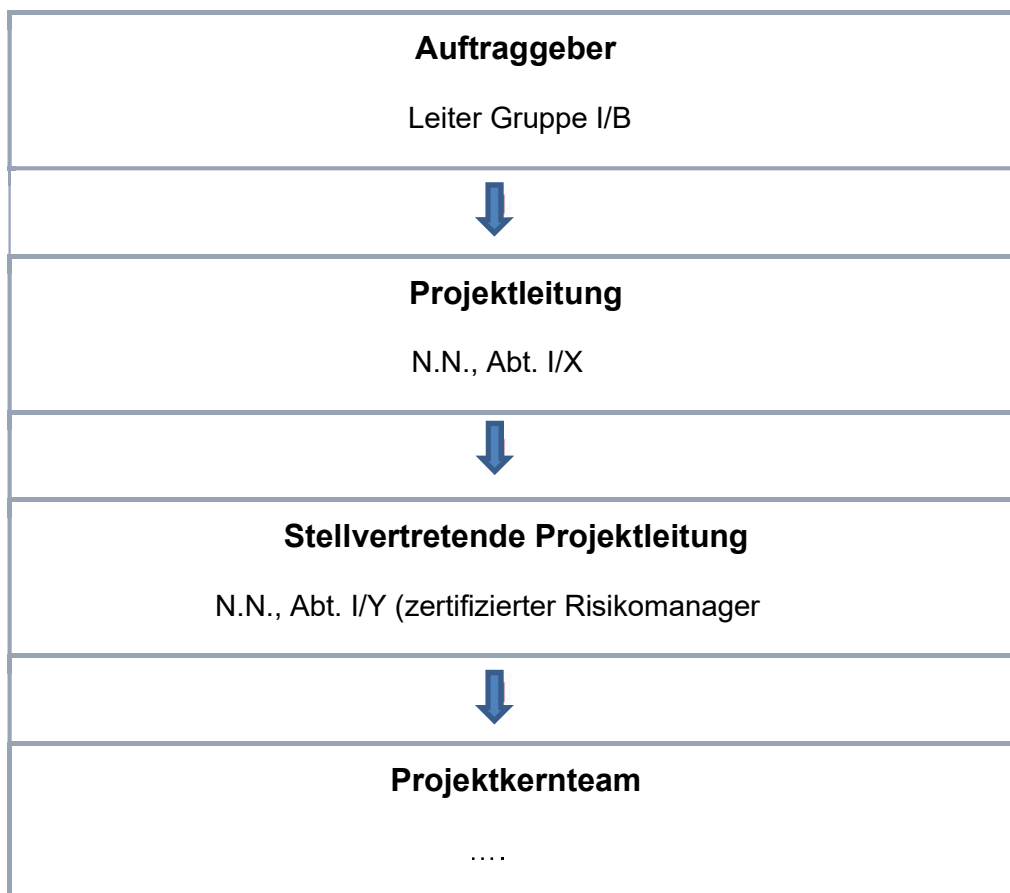 Auftraggeber
Leiter Gruppe I/B
Projektleitung
N.N., Abt. I/X
Stellvertretende Projektleitung
N.N., Abt. I/Y (zertifizierter Risikomanager
Projektkernteam
….